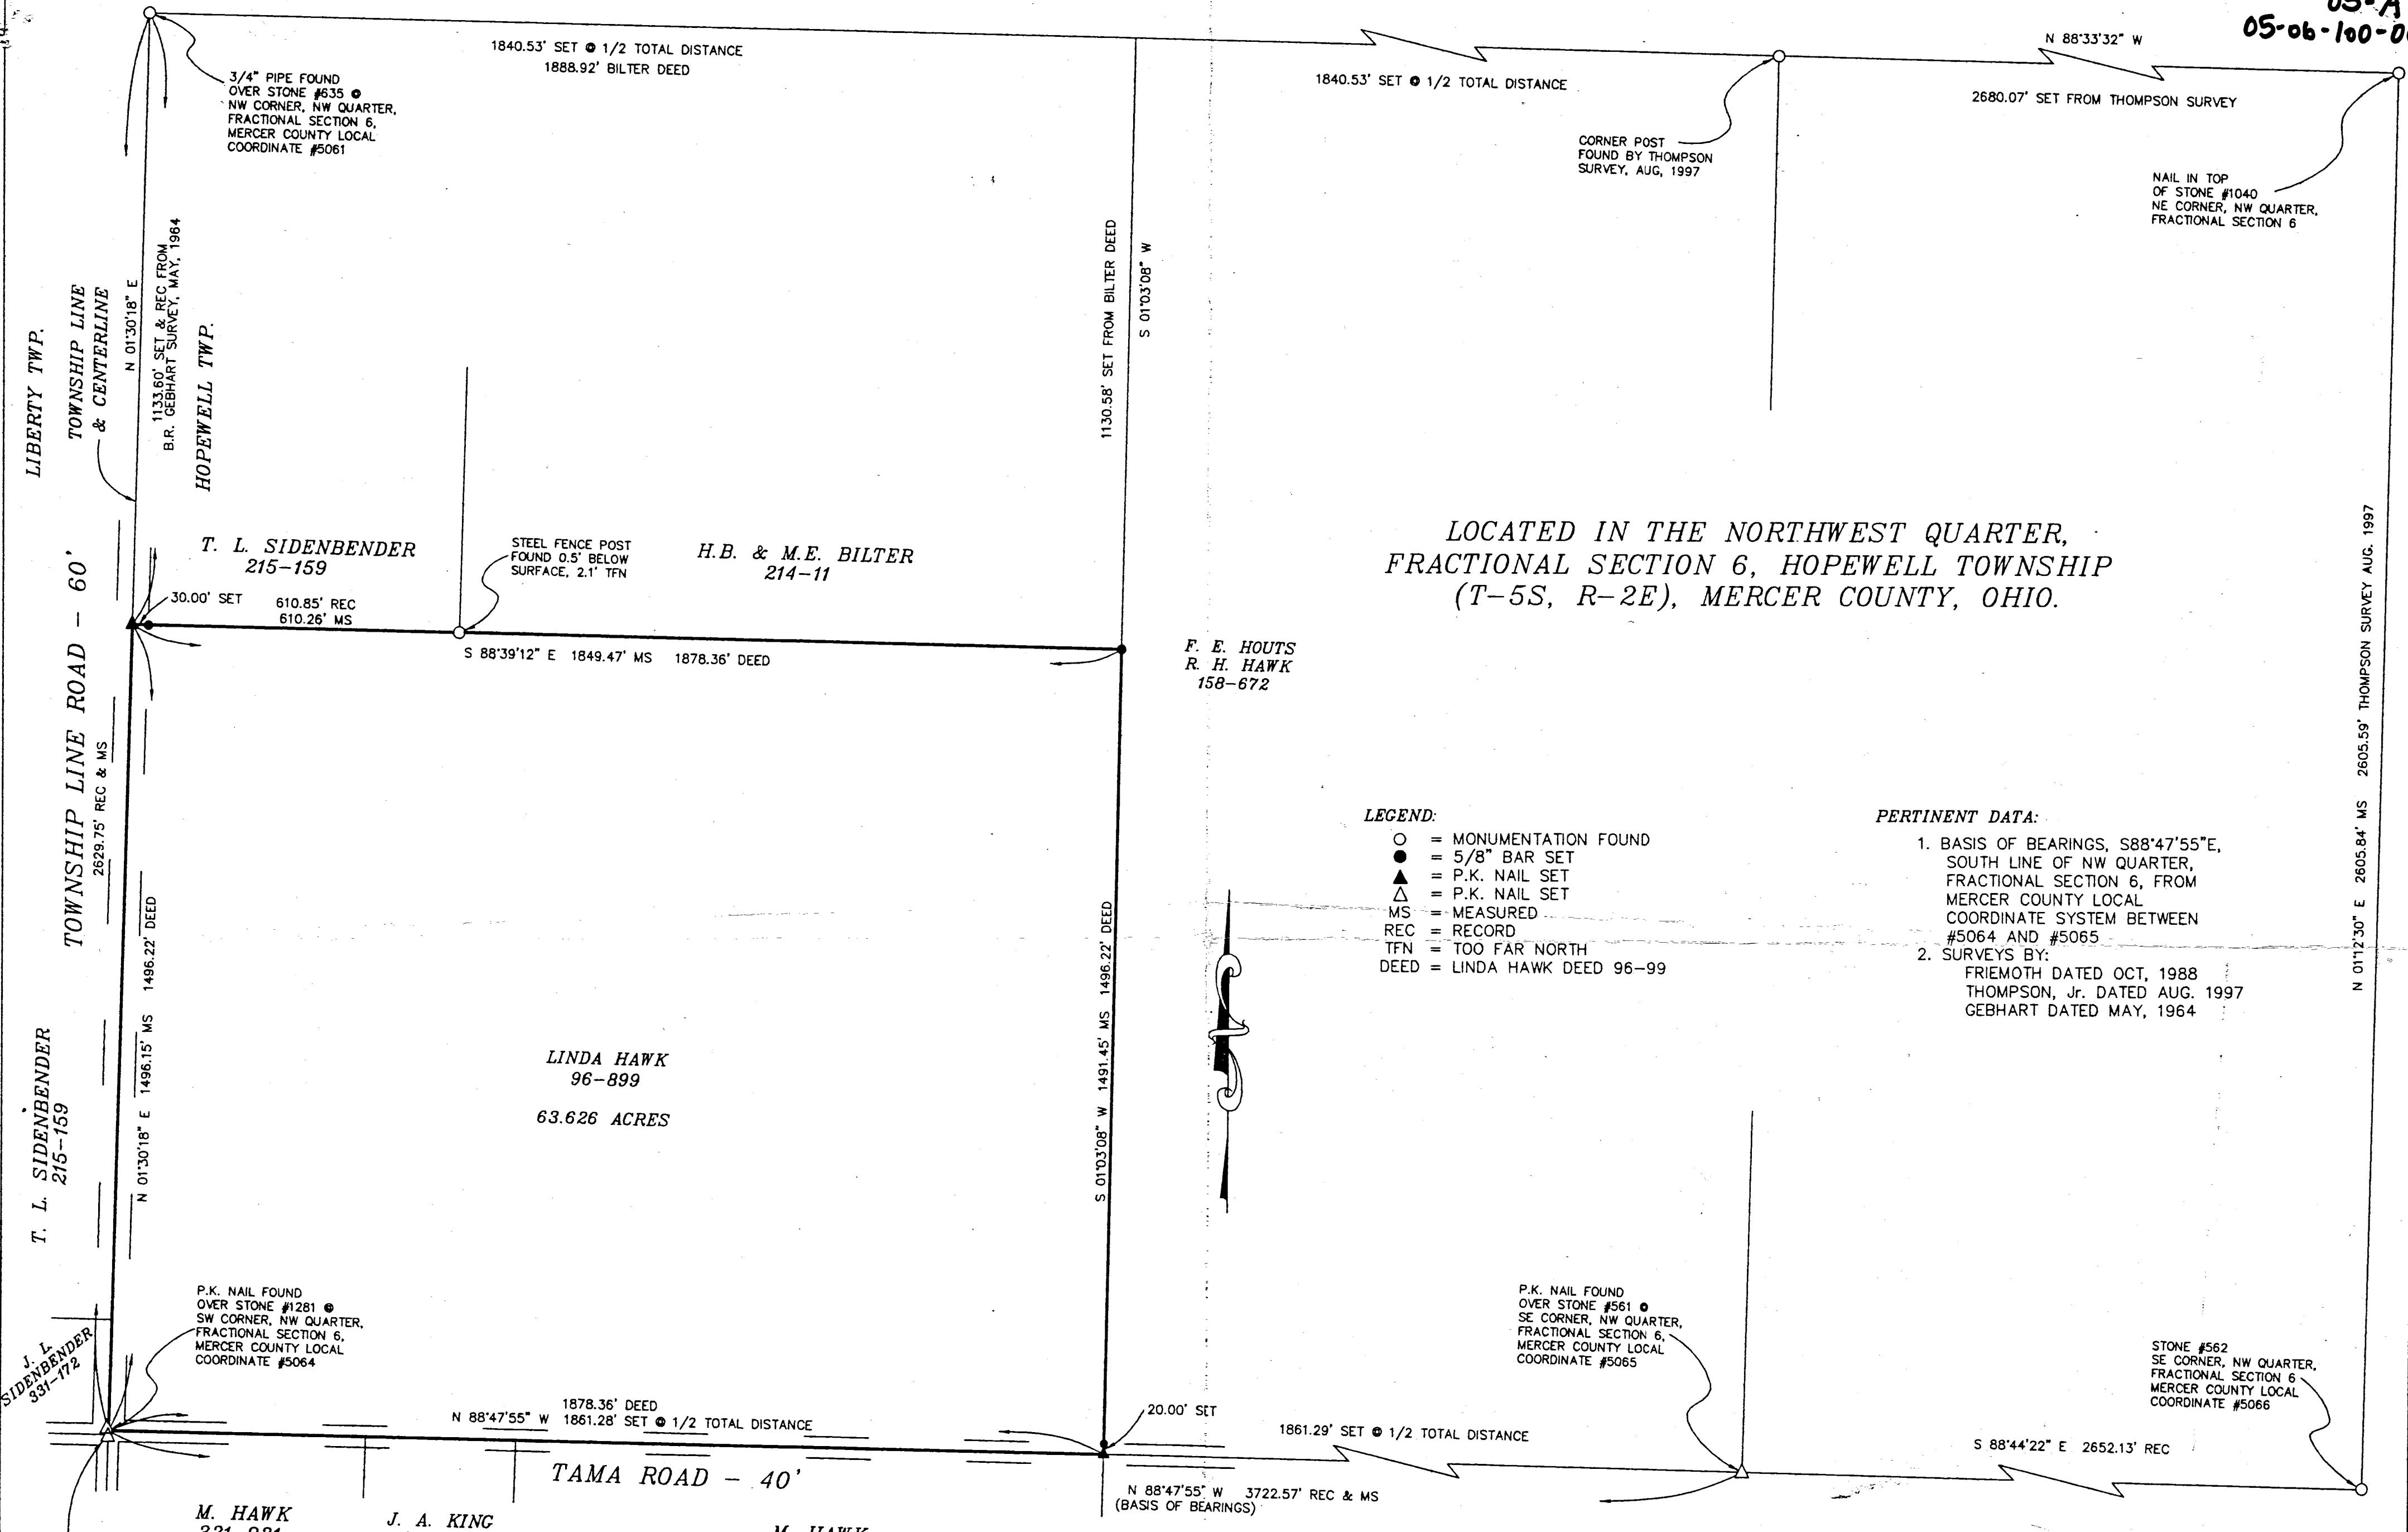 05-A
05-06-100-0
1840.53' SET @ 1/2 TOTAL DISTANCE
1888.92' BILTER DEED
1840.53' SET @ 1/2 TOTAL DISTANCE
N 88°33'32" W
2680.07' SET FROM THOMPSON SURVEY
3/4" PIPE FOUND
OVER STONE #635 @
NW CORNER, NW QUARTER,
FRACTIONAL SECTION 6,
MERCER COUNTY LOCAL
COORDINATE #5061
CORNER POST
FOUND BY THOMPSON
SURVEY, AUG, 1997
NAIL IN TOP
OF STONE #1040
NE CORNER, NW QUARTER,
FRACTIONAL SECTION 6
LIBERTY TWP.
TOWNSHIP LINE
& CENTERLINE
N 01°30'18" E
1133.60' SET & REC FROM
B.R. GEBHART SURVEY, MAY, 1964
HOPEWELL TWP.
1130.58' SET FROM BILTER DEED
S 01°03'08" W
T. L. SIDENBENDER
215-159
STEEL FENCE POST
FOUND 0.5' BELOW
SURFACE, 2.1' TFN
H.B. & M.E. BILTER
214-11
30.00' SET
610.85' REC
610.26' MS
S 88°39'12" E 1849.47' MS 1878.36' DEED
F. E. HOUTS
R. H. HAWK
158-672
LOCATED IN THE NORTHWEST QUARTER,
FRACTIONAL SECTION 6, HOPEWELL TOWNSHIP
(T-5S, R-2E), MERCER COUNTY, OHIO.
TOWNSHIP LINE ROAD - 60'
2629.75' REC & MS
N 01°30'18" E 1496.15' MS 1496.22' DEED
S 01°03'08" W 1491.45' MS 1496.22' DEED
N 01°12'30" E 2605.84' MS 2605.59' THOMPSON SURVEY AUG. 1997
LEGEND:
= MONUMENTATION FOUND
= 5/8" BAR SET
= P.K. NAIL SET
= P.K. NAIL SET
MS = MEASURED
REC = RECORD
TFN = TOO FAR NORTH
DEED = LINDA HAWK DEED 96-99
PERTINENT DATA:
1. BASIS OF BEARINGS, S88°47'55"E,
SOUTH LINE OF NW QUARTER,
FRACTIONAL SECTION 6, FROM
MERCER COUNTY LOCAL
COORDINATE SYSTEM BETWEEN
#5064 AND #5065
2. SURVEYS BY:
FRIEMOTH DATED OCT, 1988
THOMPSON, Jr. DATED AUG. 1997
GEBHART DATED MAY, 1964
LINDA HAWK
96-899
63.626 ACRES
T. L. SIDENBENDER
215-159
J. L.
SIDENBENDER
331-172
P.K. NAIL FOUND
OVER STONE #1281 @
SW CORNER, NW QUARTER,
FRACTIONAL SECTION 6,
MERCER COUNTY LOCAL
COORDINATE #5064
P.K. NAIL FOUND
OVER STONE #561 @
SE CORNER, NW QUARTER,
FRACTIONAL SECTION 6,
MERCER COUNTY LOCAL
COORDINATE #5065
STONE #562
SE CORNER, NW QUARTER,
FRACTIONAL SECTION 6
MERCER COUNTY LOCAL
COORDINATE #5066
1878.36' DEED
N 88°47'55" W 1861.28' SET @ 1/2 TOTAL DISTANCE
20.00' SET
1861.29' SET @ 1/2 TOTAL DISTANCE
S 88°44'22" E 2652.13' REC
TAMA ROAD - 40'
N 88°47'55" W 3722.57' REC & MS
(BASIS OF BEARINGS)
M. HAWK
J. A. KING
M. HAWK